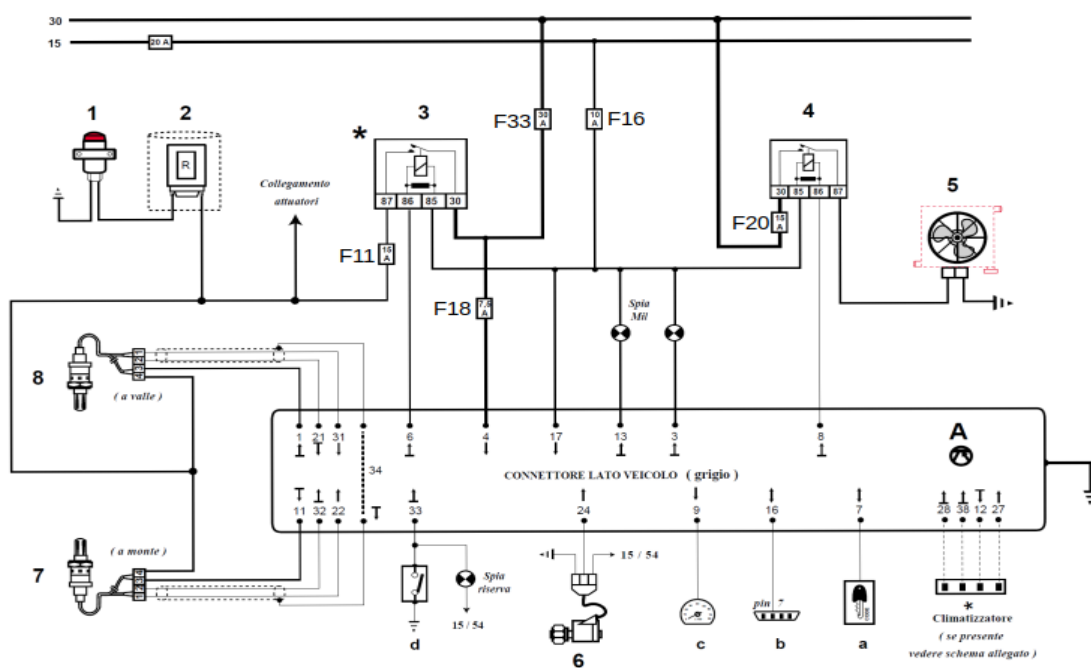 30
15
20 A
1
2
3
4
5
R
*
F33
30 A
10 A
F16
87 86 85 30
30 85 86 87
F20
15 A
Collegamento
attuatori
F11
15 A
F18
7,5 A
Spia
Mil
8
( a valle )
1 21 31 6 4 17 13 3 8
A
34
CONNETTORE LATO VEICOLO ( grigio )
11 32 22 33 24 9 16 7 28 38 12 27
7
( a monte )
15 / 54
Spia
riserva
15 / 54
d
6
c
pin 7
b
a
*
Climatizzatore
( se presente
vedere schema allegato )